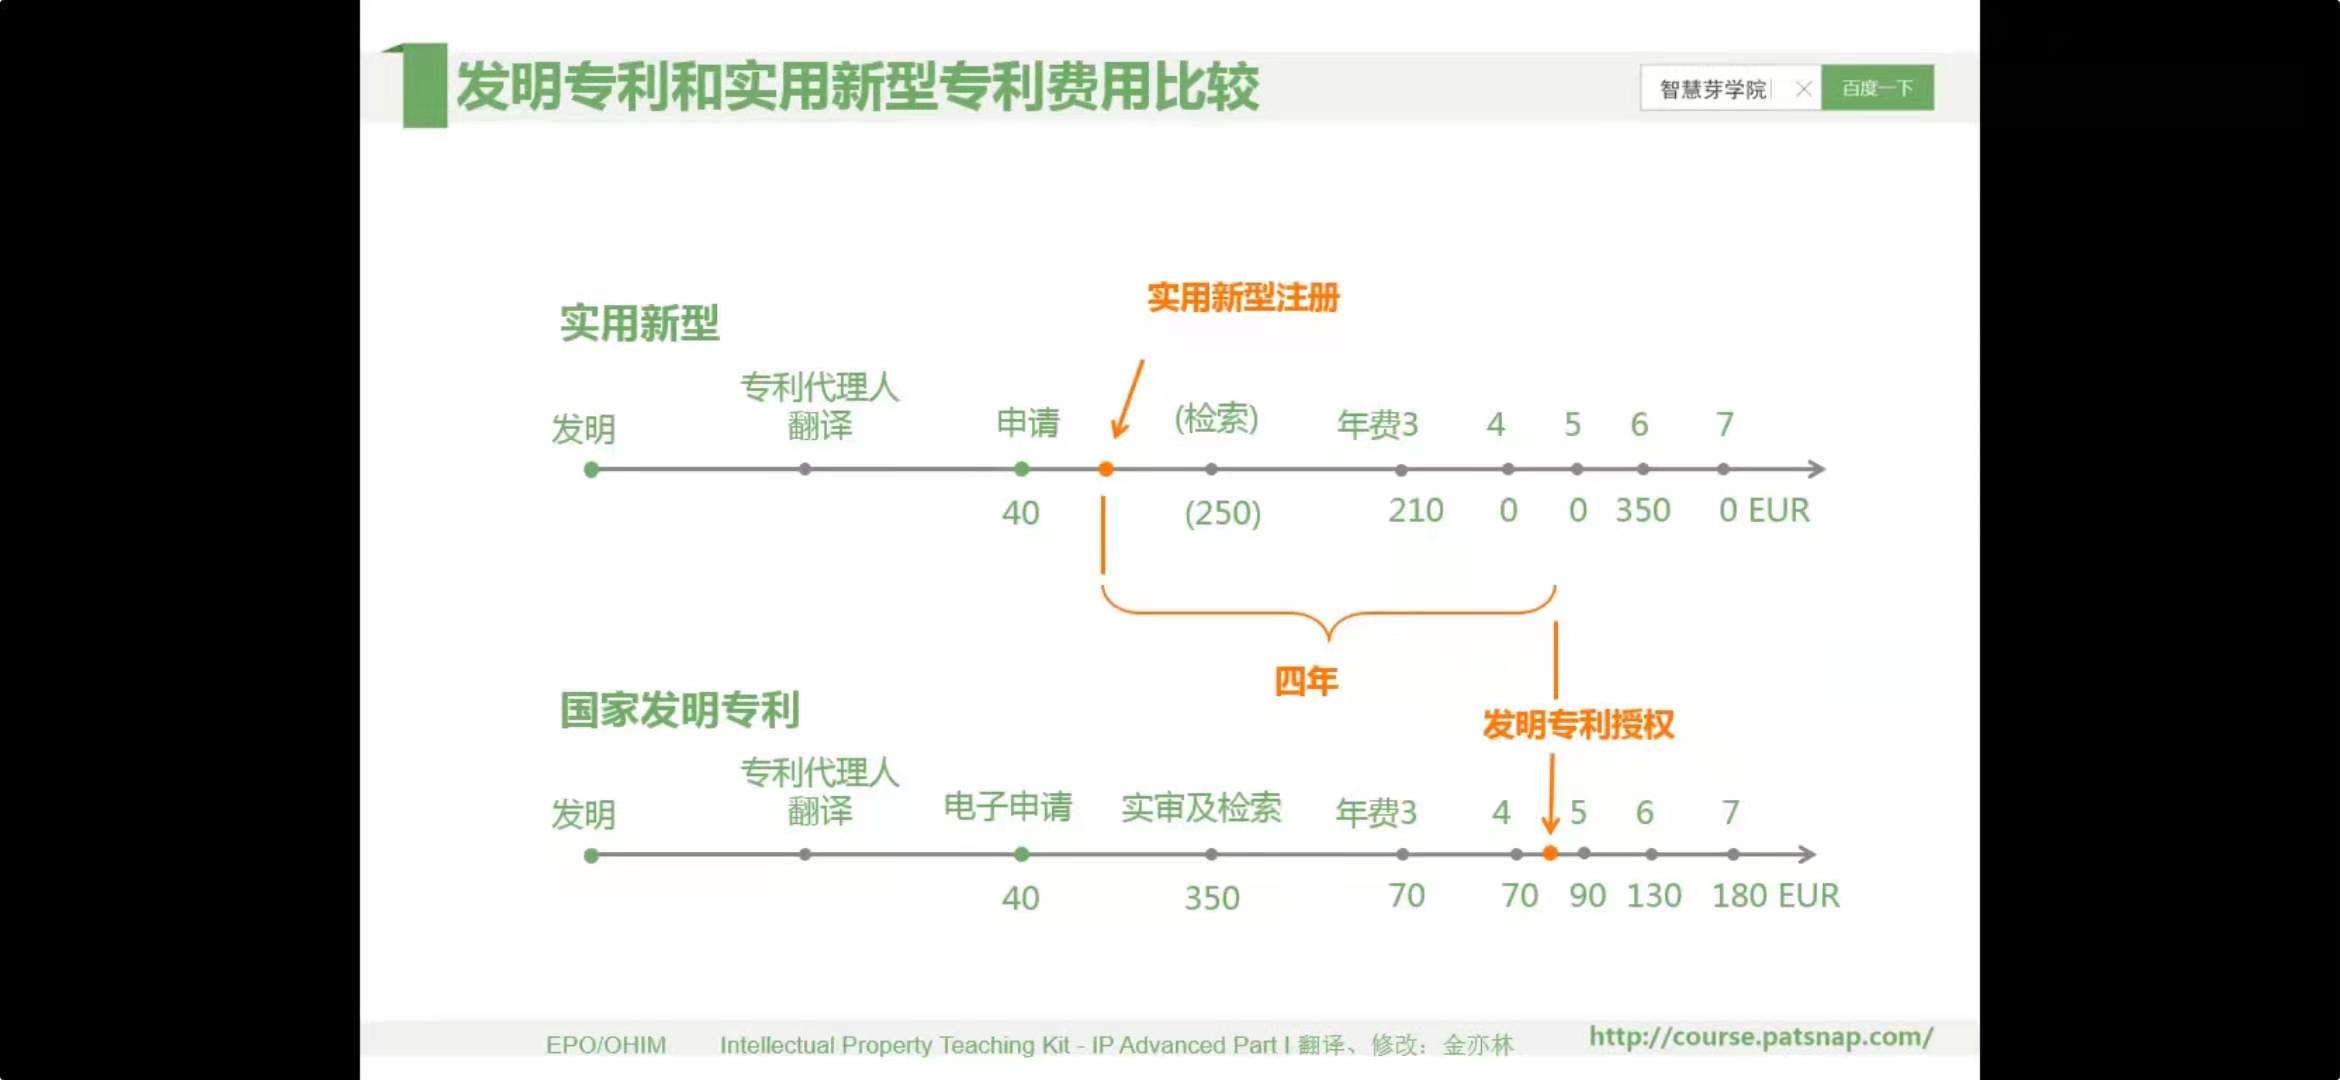 发明专利和实用新型专利费用比较
智慧芽学院
百度一下
实用新型注册
实用新型
专利代理人
翻译
发明
申请
(检索)
年费3 4 5 6 7
40 (250) 210 0 0 350 0 EUR
四年
国家发明专利
发明专利授权
专利代理人
翻译
发明
电子申请
实审及检索
年费3 4 5 6 7
40 350 70 70 90 130 180 EUR
EPO/OHIM Intellectual Property Teaching Kit - IP Advanced Part I 翻译、修改：金亦林
http://course.patsnap.com/